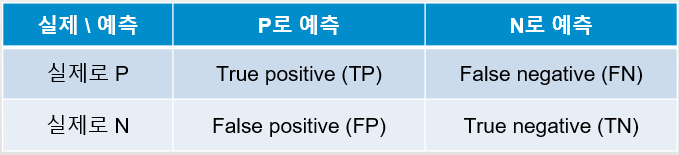 실제 \ 예측 P로 예측 N로 예측
실제로 P True positive (TP) False negative (FN)
실제로 N False positive (FP) True negative (TN)